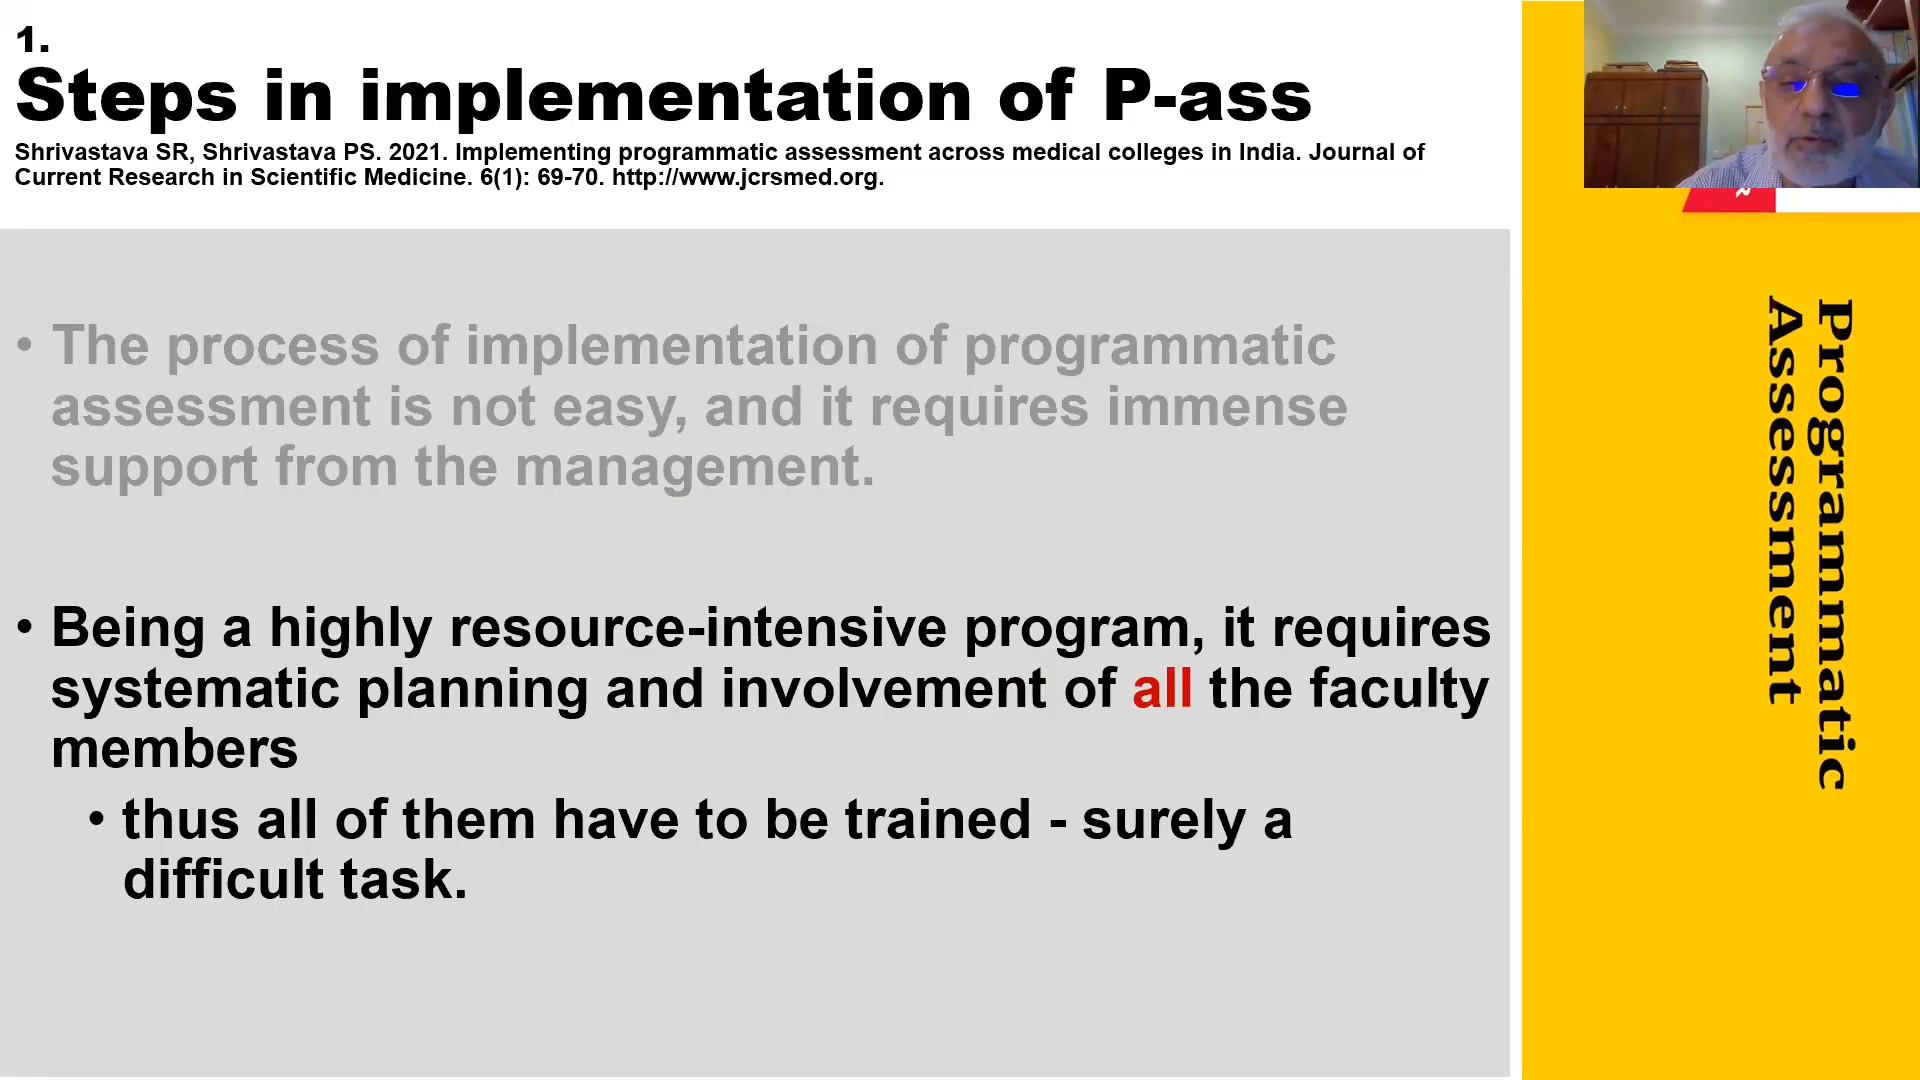 1.
Steps in implementation of P-ass
Shrivastava SR, Shrivastava PS. 2021. Implementing programmatic assessment across medical colleges in India. Journal of
Current Research in Scientific Medicine. 6(1): 69-70. http://www.jcrsmed.org.
• The process of implementation of programmatic
assessment is not easy, and it requires immense
support from the management.
• Being a highly resource-intensive program, it requires
systematic planning and involvement of all the faculty
members
• thus all of them have to be trained - surely a
difficult task.
Programmatic
Assessment